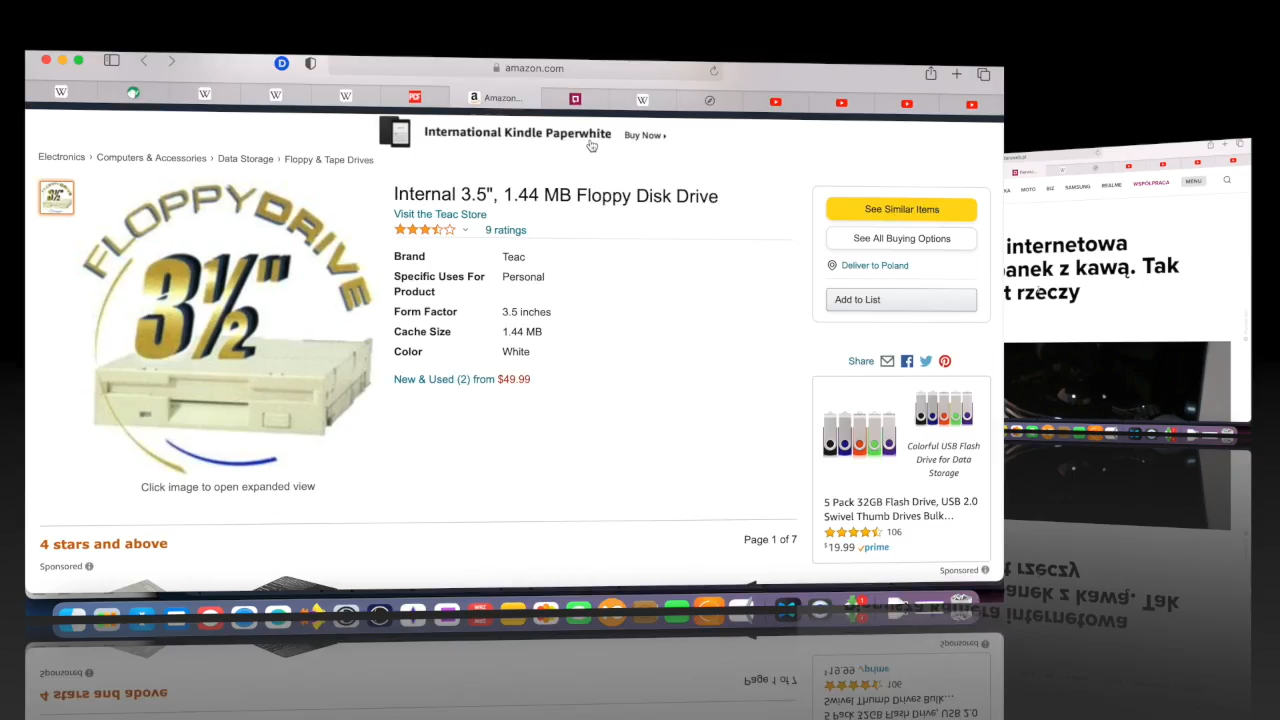 amazon.com
Amazon...
International Kindle Paperwhite Buy Now
Electronics › Computers & Accessories › Data Storage › Floppy & Tape Drives
FLOPPYDRIVE
3½"
Click image to open expanded view
Internal 3.5", 1.44 MB Floppy Disk Drive
Visit the Teac Store
9 ratings
Brand Teac
Specific Uses For Product Personal
Form Factor 3.5 inches
Cache Size 1.44 MB
Color White
New & Used (2) from $49.99
See Similar Items
See All Buying Options
Deliver to Poland
Add to List
Share
Colorful USB Flash
Drive for Data
Storage
5 Pack 32GB Flash Drive, USB 2.0
Swivel Thumb Drives Bulk…
106
$19.99 prime
Sponsored
4 stars and above
Page 1 of 7
Sponsored
MOTO BIZ SAMSUNG REALME WSPÓŁPRACA MENU
internetowa
anek z kawą. Tak
t rzeczy